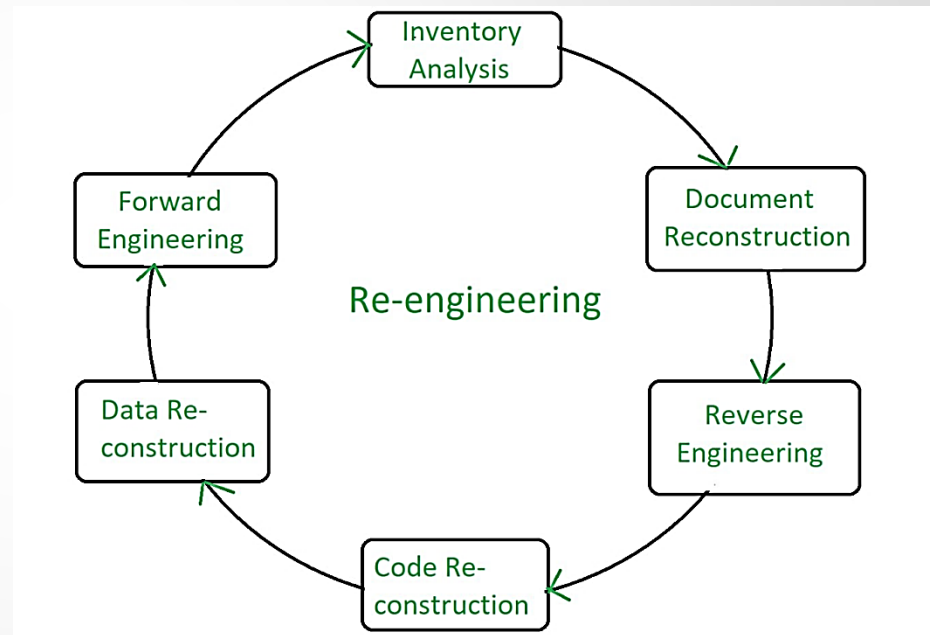 Inventory
Analysis
Document
Reconstruction
Reverse
Engineering
Code Re-
construction
Data Re-
construction
Forward
Engineering
Re-engineering